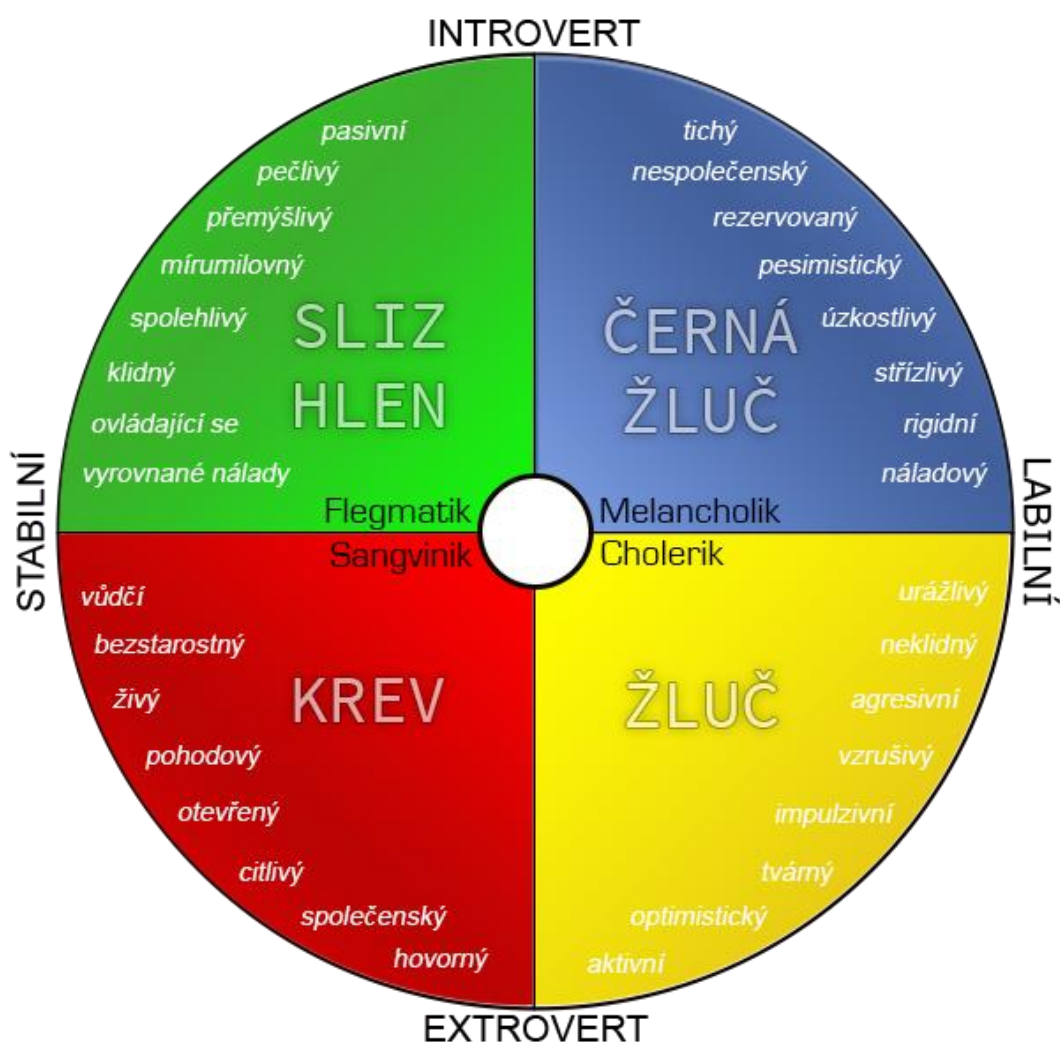 INTROVERT
pasivní
pečlivý
přemýšlivý
mírumilovný
spolehlivý
klidný
ovládající se
vyrovnané nálady
SLIZ
HLEN
Flegmatik
tichý
nespolečenský
rezervovaný
pesimistický
úzkostlivý
střízlivý
rigidní
náladový
ČERNÁ
ŽLUČ
Melancholik
STABILNÍ
LABILNÍ
Sangvinik
vůdčí
bezstarostný
živý
pohodový
otevřený
citlivý
společenský
hovorný
KREV
Cholerik
urážlivý
neklidný
agresivní
vzrušivý
impulzivní
tvárný
optimistický
aktivní
ŽLUČ
EXTROVERT